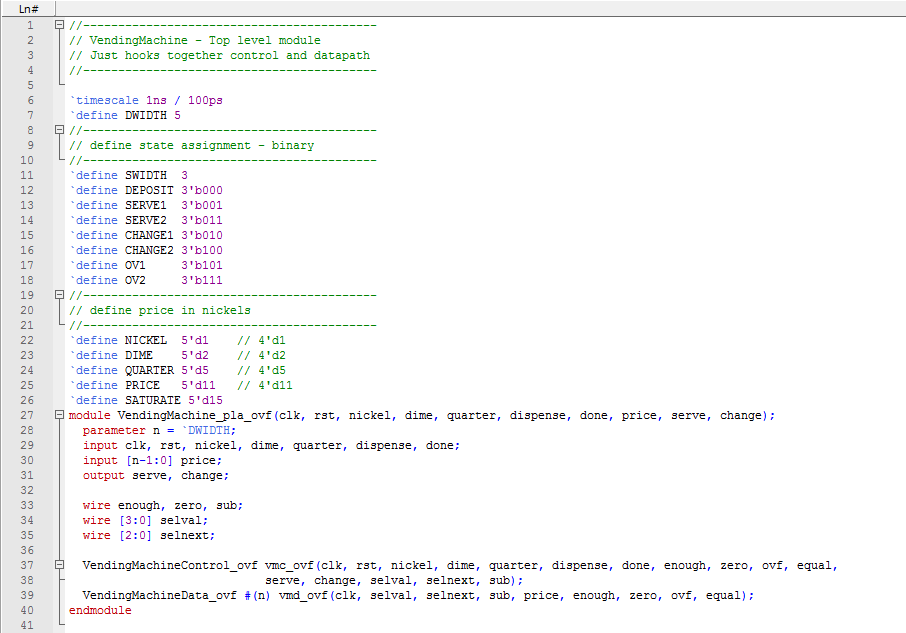 Ln#
1 //------------------------------------------
2 // VendingMachine - Top level module
3 // Just hooks together control and datapath
4 //------------------------------------------
5
6 `timescale 1ns / 100ps
7 `define DWIDTH 5
8 //------------------------------------------
9 // define state assignment - binary
10 //------------------------------------------
11 `define SWIDTH  3
12 `define DEPOSIT 3'b000
13 `define SERVE1  3'b001
14 `define SERVE2  3'b011
15 `define CHANGE1 3'b010
16 `define CHANGE2 3'b100
17 `define OV1     3'b101
18 `define OV2     3'b111
19 //------------------------------------------
20 // define price in nickels
21 //------------------------------------------
22 `define NICKEL  5'd1    // 4'd1
23 `define DIME    5'd2    // 4'd2
24 `define QUARTER 5'd5    // 4'd5
25 `define PRICE   5'd11   // 4'd11
26 `define SATURATE 5'd15
27 module VendingMachine_pla_ovf(clk, rst, nickel, dime, quarter, dispense, done, price, serve, change);
28   parameter n = `DWIDTH;
29   input clk, rst, nickel, dime, quarter, dispense, done;
30   input [n-1:0] price;
31   output serve, change;
32
33   wire enough, zero, sub;
34   wire [3:0] selval;
35   wire [2:0] selnext;
36
37   VendingMachineControl_ovf vmc_ovf(clk, rst, nickel, dime, quarter, dispense, done, enough, zero, ovf, equal,
38                             serve, change, selval, selnext, sub);
39   VendingMachineData_ovf #(n) vmd_ovf(clk, selval, selnext, sub, price, enough, zero, ovf, equal);
40 endmodule
41